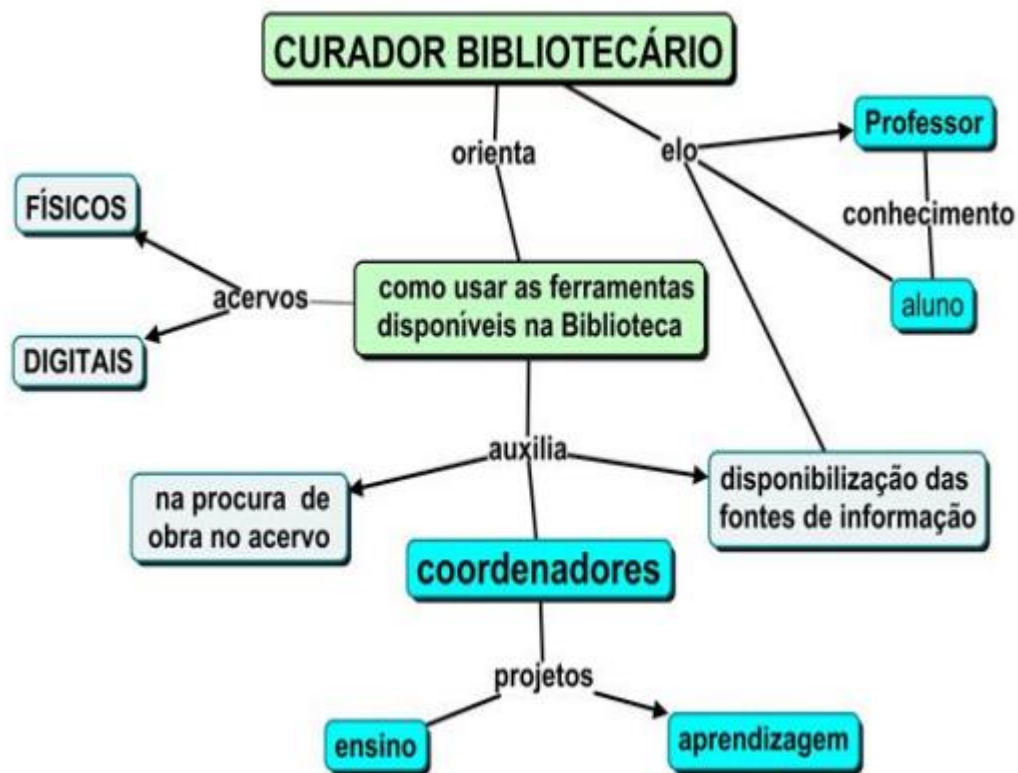 CURADOR BIBLIOTECÁRIO
orienta
elo
Professor
conhecimento
aluno
FÍSICOS
acervos
DIGITAIS
como usar as ferramentas
disponíveis na Biblioteca
auxilia
na procura de
obra no acervo
disponibilização das
fontes de informação
coordenadores
projetos
ensino
aprendizagem